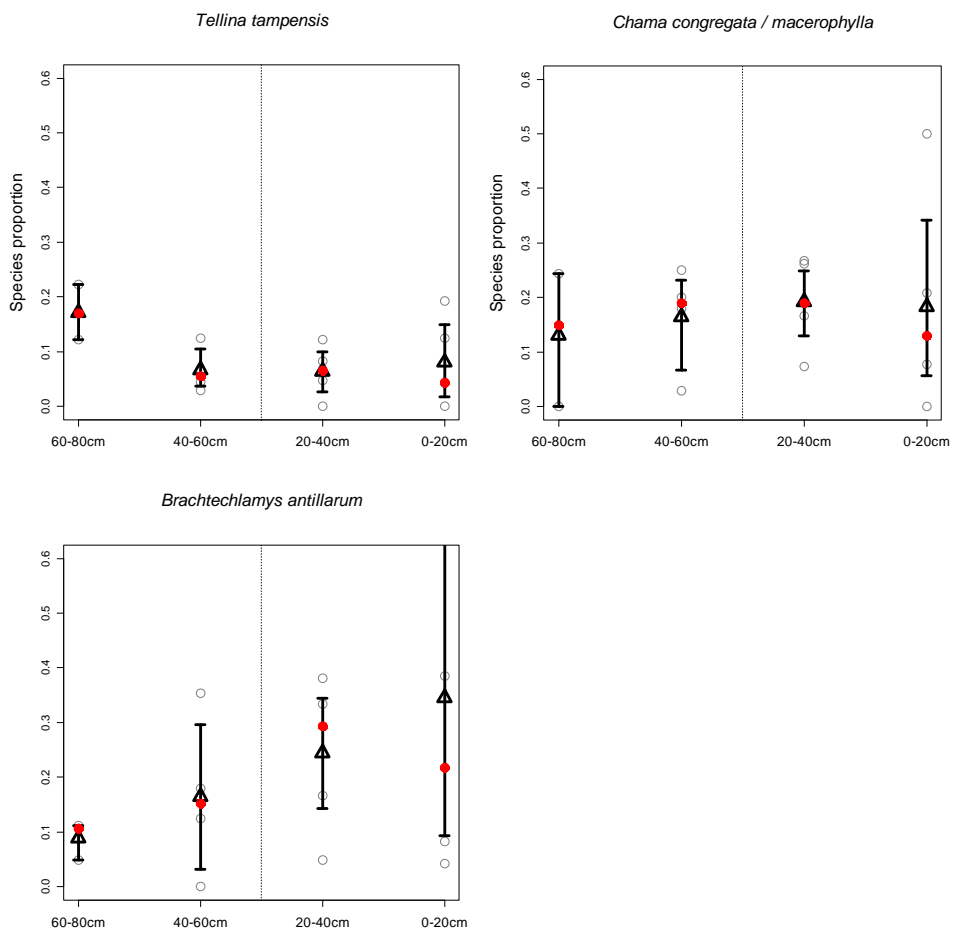 Tellina tampensis
Species proportion
0.6
0.5
0.4
0.3
0.2
0.1
0.0
60-80cm 40-60cm 20-40cm 0-20cm
Chama congregata / macerophylla
Species proportion
0.6
0.5
0.4
0.3
0.2
0.1
0.0
60-80cm 40-60cm 20-40cm 0-20cm
Brachtechlamys antillarum
0.6
0.5
0.4
0.3
0.2
0.1
0.0
60-80cm 40-60cm 20-40cm 0-20cm